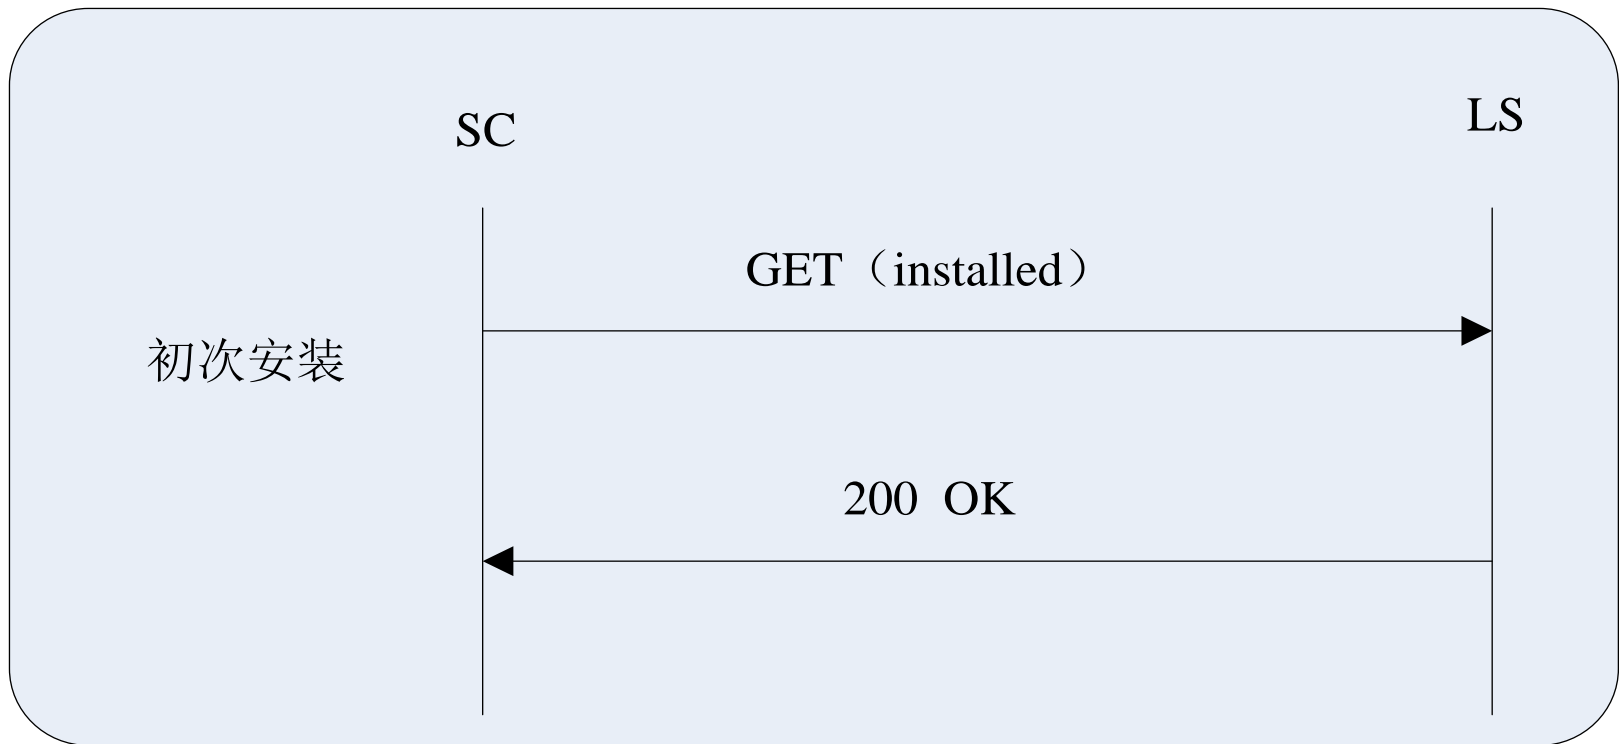 SC
LS
GET（installed）
初次安装
200 OK